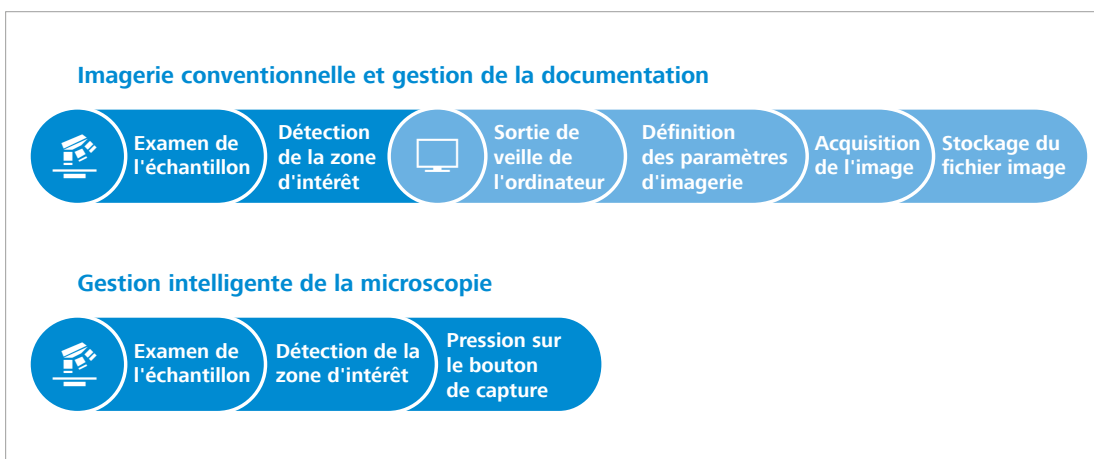 Imagerie conventionnelle et gestion de la documentation
Examen de
l'échantillon
Détection
de la zone
d'intérêt
Sortie de
veille de
l'ordinateur
Définition
des paramètres
d'imagerie
Acquisition
de l'image
Stockage du
fichier image
Gestion intelligente de la microscopie
Examen de
l'échantillon
Détection de la
zone d'intérêt
Pression sur
le bouton
de capture